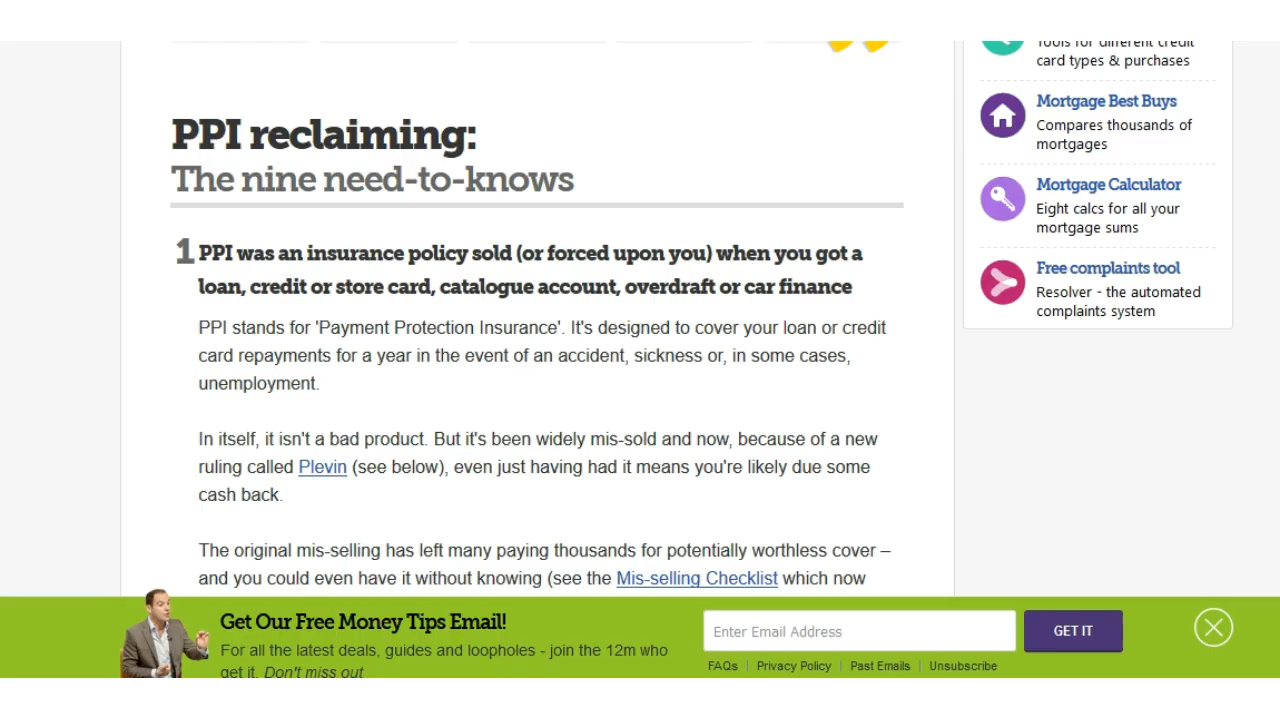 PPI reclaiming:
The nine need-to-knows
1 PPI was an insurance policy sold (or forced upon you) when you got a
loan, credit or store card, catalogue account, overdraft or car finance
PPI stands for 'Payment Protection Insurance'. It's designed to cover your loan or credit
card repayments for a year in the event of an accident, sickness or, in some cases,
unemployment.
In itself, it isn't a bad product. But it's been widely mis-sold and now, because of a new
ruling called Plevin (see below), even just having had it means you're likely due some
cash back.
The original mis-selling has left many paying thousands for potentially worthless cover –
and you could even have it without knowing (see the Mis-selling Checklist which now
Tools for different credit
card types & purchases
Mortgage Best Buys
Compares thousands of
mortgages
Mortgage Calculator
Eight calcs for all your
mortgage sums
Free complaints tool
Resolver - the automated
complaints system
Get Our Free Money Tips Email!
For all the latest deals, guides and loopholes - join the 12m who
get it. Don't miss out
Enter Email Address
GET IT
FAQs | Privacy Policy | Past Emails | Unsubscribe